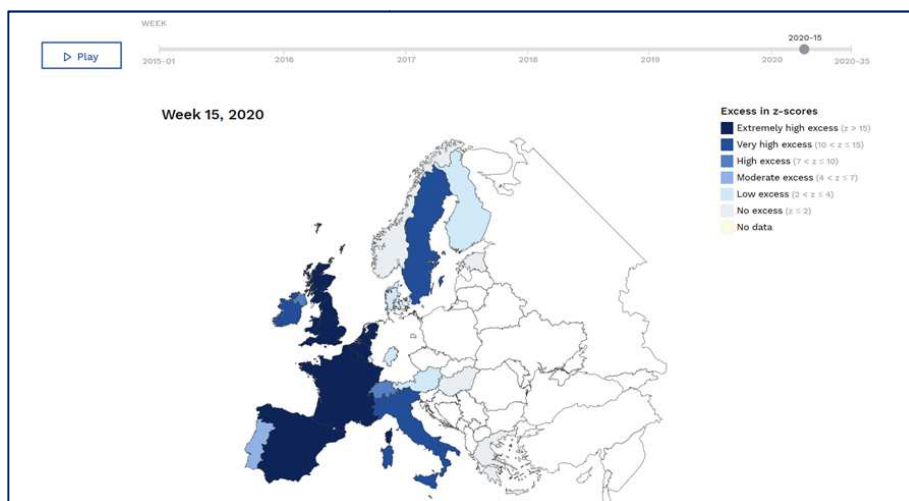 WEEK
2020-15
▷ Play
2015-01
2016
2017
2018
2019
2020
2020-35
Week 15, 2020
Excess in z-scores
Extremely high excess (z > 15)
Very high excess (10 < z ≤ 15)
High excess (7 < z ≤ 10)
Moderate excess (4 < z ≤ 7)
Low excess (2 < z ≤ 4)
No excess (z ≤ 2)
No data